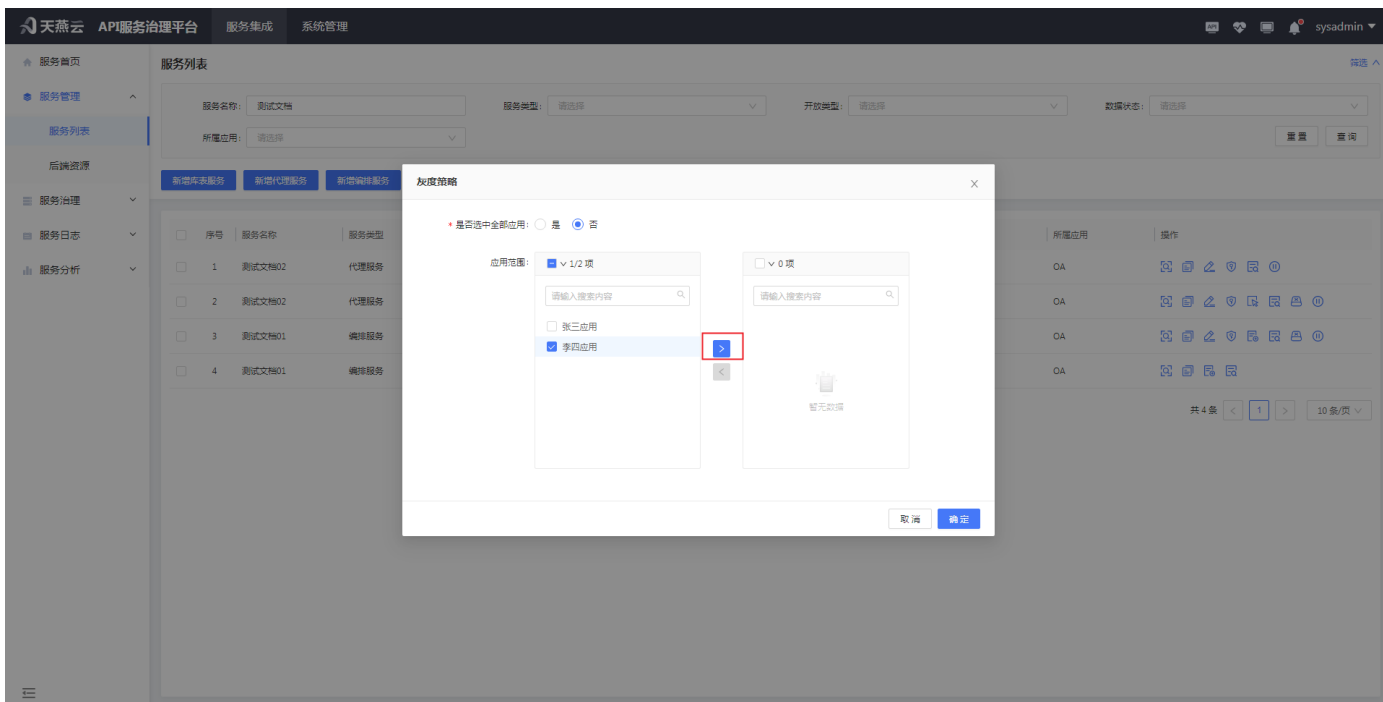 天燕云 API服务治理平台 服务集成 系统管理 API sysadmin
服务首页
服务管理
服务列表
后端资源
服务治理
服务日志
服务分析
服务列表 筛选
服务名称: 测试文档 服务类型: 请选择 开放类型: 请选择 数据状态: 请选择
所属应用: 请选择 重置 查询
新增库表服务 新增代理服务 新增编排服务
序号 服务名称 服务类型 所属应用 操作
1 测试文档02 代理服务 OA
2 测试文档02 代理服务 OA
3 测试文档01 编排服务 OA
4 测试文档01 编排服务 OA
共 4 条 < 1 > 10 条/页
灰度策略
* 是否选中全部应用: 是 否
应用范围: 1/2 项 0 项
请输入搜索内容 请输入搜索内容
张三应用
李四应用
暂无数据
取消 确定